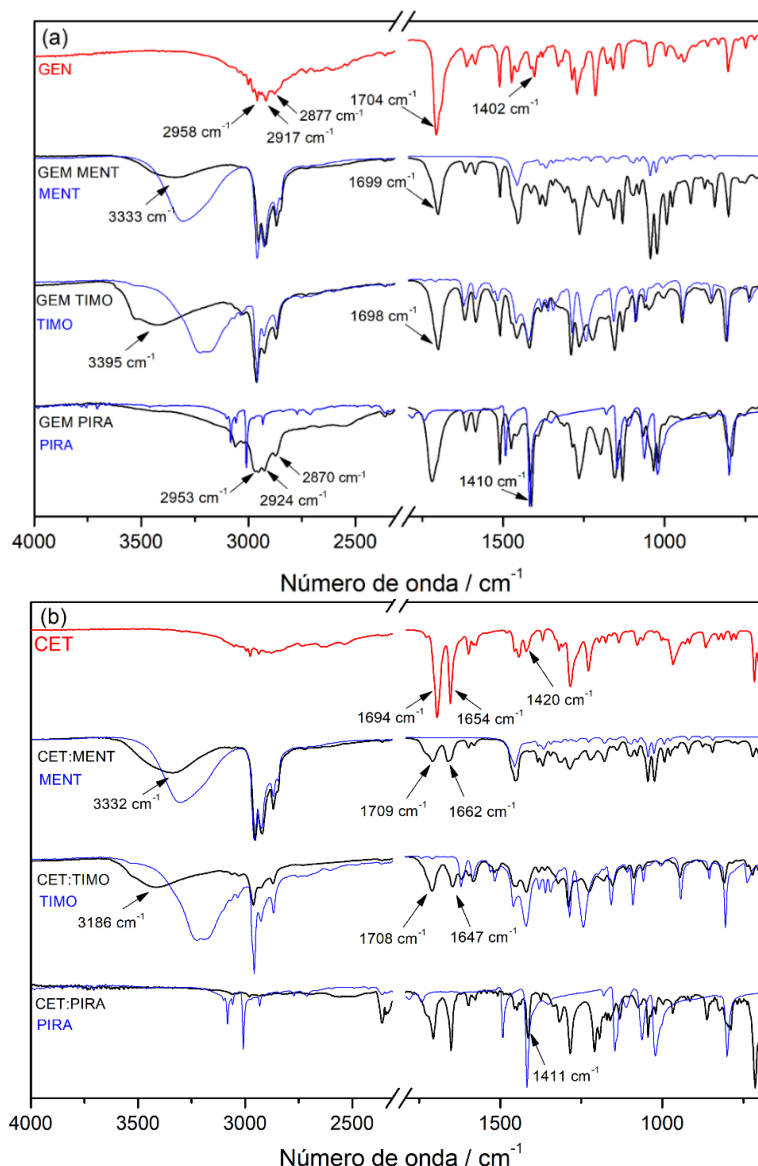 (a)
GEN
2958 cm⁻¹
2877 cm⁻¹
2917 cm⁻¹
1704 cm⁻¹
1402 cm⁻¹
GEM MENT
MENT
3333 cm⁻¹
1699 cm⁻¹
GEM TIMO
TIMO
3395 cm⁻¹
1698 cm⁻¹
GEM PIRA
PIRA
2953 cm⁻¹
2870 cm⁻¹
2924 cm⁻¹
1410 cm⁻¹
4000 3500 3000 2500 1500 1000
Número de onda / cm⁻¹
(b)
CET
1694 cm⁻¹
1654 cm⁻¹
1420 cm⁻¹
CET:MENT
MENT
3332 cm⁻¹
1709 cm⁻¹
1662 cm⁻¹
CET:TIMO
TIMO
3186 cm⁻¹
1708 cm⁻¹
1647 cm⁻¹
CET:PIRA
PIRA
1411 cm⁻¹
4000 3500 3000 2500 1500 1000
Número de onda / cm⁻¹